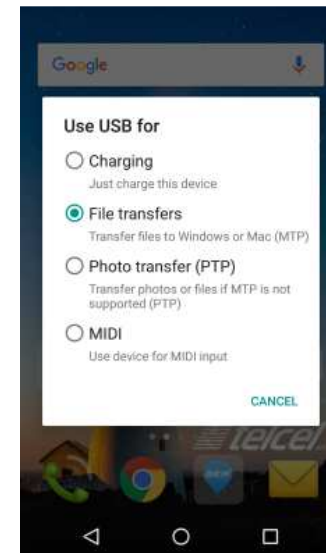 Google
Use USB for
Charging
Just charge this device
File transfers
Transfer files to Windows or Mac (MTP)
Photo transfer (PTP)
Transfer photos or files if MTP is not
supported (PTP)
MIDI
Use device for MIDI input
CANCEL
telcel